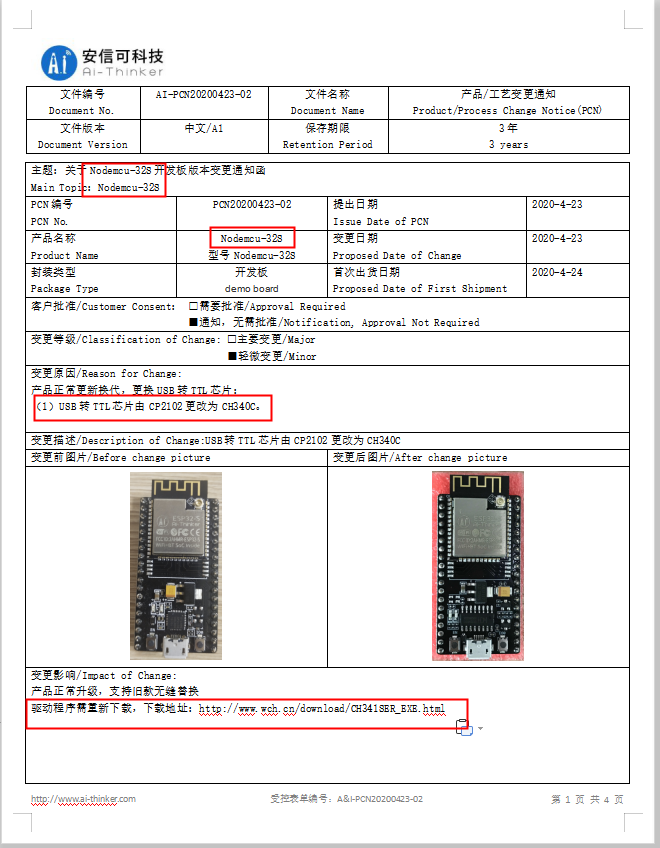 安信可科技
Ai-Thinker
文件编号
Document No.
AI-PCN20200423-02
文件名称
Document Name
产品/工艺变更通知
Product/Process Change Notice(PCN)
文件版本
Document Version
中文/A1
保存期限
Retention Period
3 年
3 years
主题：关于 Nodemcu-32S 开发板版本变更通知函
Main Topic: Nodemcu-32S
PCN 编号
PCN No.
PCN20200423-02
提出日期
Issue Date of PCN
2020-4-23
产品名称
Product Name
Nodemcu-32S
型号 Nodemcu-32S
变更日期
Proposed Date of Change
2020-4-23
封装类型
Package Type
开发板
demo board
首次出货日期
Proposed Date of First Shipment
2020-4-24
客户批准/Customer Consent: □需要批准/Approval Required
■通知, 无需批准/Notification, Approval Not Required
变更等级/Classification of Change: □主要变更/Major
■轻微变更/Minor
变更原因/Reason for Change:
产品正常更新换代，更换 USB 转 TTL 芯片：
（1）USB 转 TTL 芯片由 CP2102 更改为 CH340C。
变更描述/Description of Change:USB 转 TTL 芯片由 CP2102 更改为 CH340C
变更前图片/Before change picture
变更后图片/After change picture
变更影响/Impact of Change:
产品正常升级，支持旧款无缝替换
驱动程序需重新下载，下载地址：http://www.wch.cn/download/CH341SER_EXE.html
http://www.ai-thinker.com
受控表单编号：A&I-PCN20200423-02
第 1 页 共 4 页